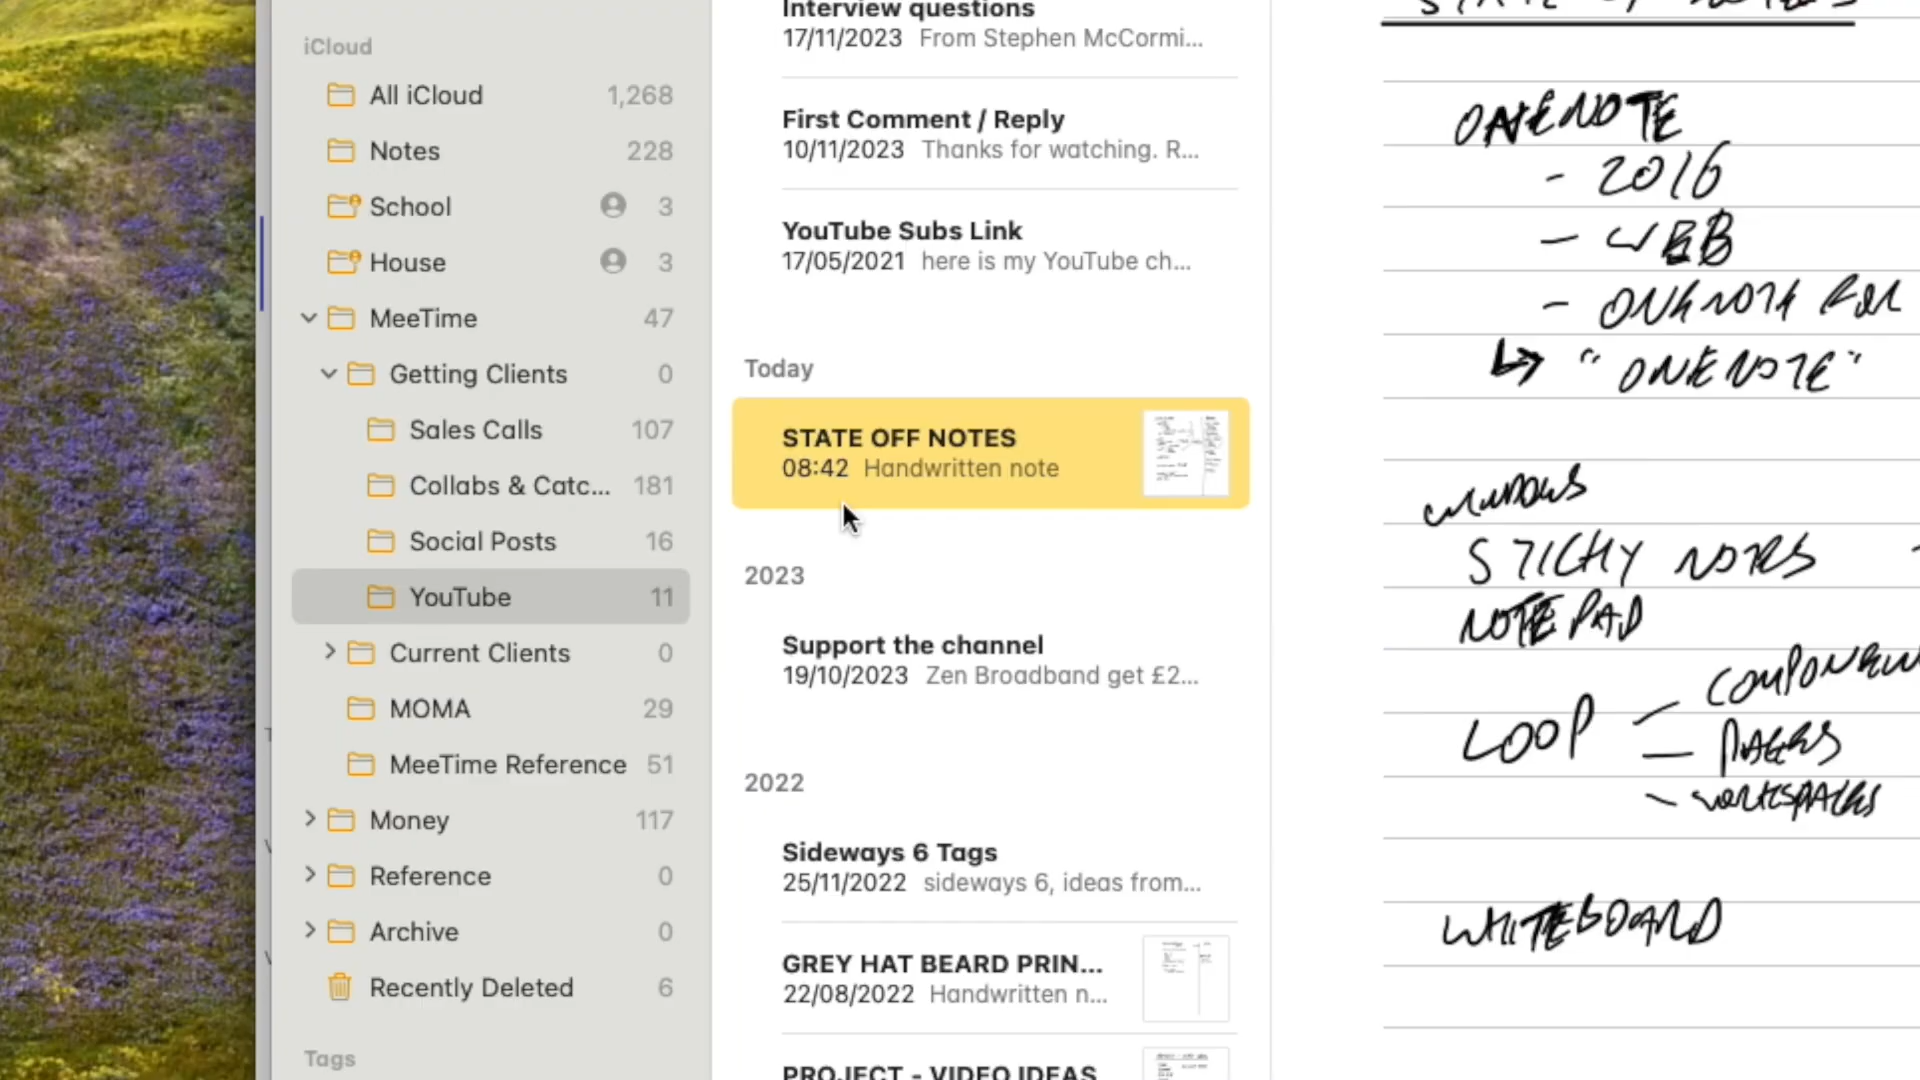 iCloud
All iCloud 1,268
Notes 228
School 3
House 3
MeeTime 47
Getting Clients 0
Sales Calls 107
Collabs & Catc... 181
Social Posts 16
YouTube 11
Current Clients 0
MOMA 29
MeeTime Reference 51
Money 117
Reference 0
Archive 0
Recently Deleted 6
Tags
Interview questions
17/11/2023 From Stephen McCormi...
First Comment / Reply
10/11/2023 Thanks for watching. R...
YouTube Subs Link
17/05/2021 here is my YouTube ch...
Today
STATE OFF NOTES
08:42 Handwritten note
2023
Support the channel
19/10/2023 Zen Broadband get £2...
2022
Sideways 6 Tags
25/11/2022 sideways 6, ideas from...
GREY HAT BEARD PRIN...
22/08/2022 Handwritten n...
PROJECT - VIDEO IDEAS
ONENOTE
- 2016
- WEB
- ONENOTE FOR
↳ "ONENOTE"
WINDOWS
STICKY NOTES
NOTEPAD
LOOP - COMPONEN
- PAGES
- WORKSPACES
WHITEBOARD